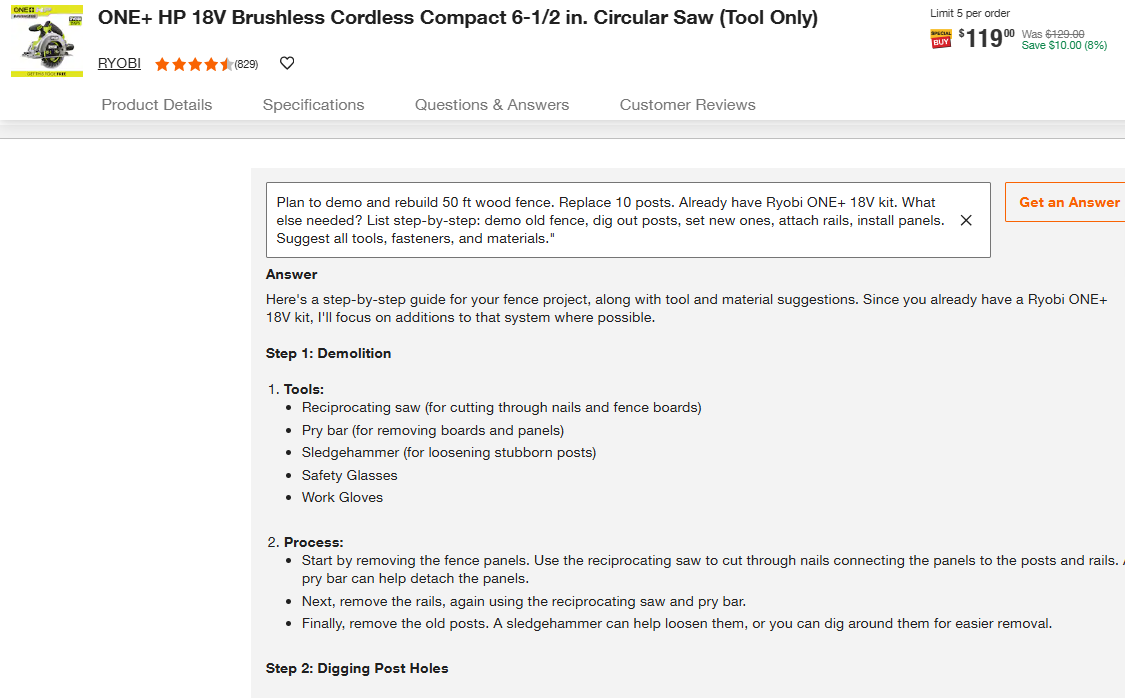 ONE+ HP 18V Brushless Cordless Compact 6-1/2 in. Circular Saw (Tool Only)
RYOBI (829)
Limit 5 per order
SPECIAL BUY $119 00 Was $129.00
Save $10.00 (8%)
Product Details Specifications Questions & Answers Customer Reviews
Plan to demo and rebuild 50 ft wood fence. Replace 10 posts. Already have Ryobi ONE+ 18V kit. What
else needed? List step-by-step: demo old fence, dig out posts, set new ones, attach rails, install panels.
Suggest all tools, fasteners, and materials."
Get an Answer
Answer
Here's a step-by-step guide for your fence project, along with tool and material suggestions. Since you already have a Ryobi ONE+
18V kit, I'll focus on additions to that system where possible.
Step 1: Demolition
1. Tools:
• Reciprocating saw (for cutting through nails and fence boards)
• Pry bar (for removing boards and panels)
• Sledgehammer (for loosening stubborn posts)
• Safety Glasses
• Work Gloves
2. Process:
• Start by removing the fence panels. Use the reciprocating saw to cut through nails connecting the panels to the posts and rails.
pry bar can help detach the panels.
• Next, remove the rails, again using the reciprocating saw and pry bar.
• Finally, remove the old posts. A sledgehammer can help loosen them, or you can dig around them for easier removal.
Step 2: Digging Post Holes